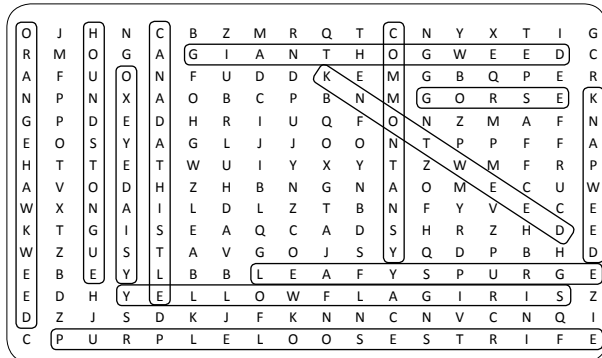 O J H N C B Z M R Q T C N Y X T I G
R M O G A G I A N T H O G W E E D C
A F U O N F U D D K E M G B Q P E R
N P N X A O B C P B N M G O R S E K
G P D E D H R I U Q F O N Z M A F N
E O S Y A G L J J O O N T P P F F A
H T T E T W U I Y X Y T Z W M F R P
A V O D H Z H B N G N A O M E C U W
W X N A I L D L Z T B N F Y V E C E
K T G I S E A Q C A D S H R Z H D E
W Z U S T A V G O J S Y Q D P B H D
E B E Y L B B L E A F Y S P U R G E
E D H Y E L L O W F L A G I R I S Z
D Z J S D K J F K N N C N V C N Q I
C P U R P L E L O O S E S T R I F E